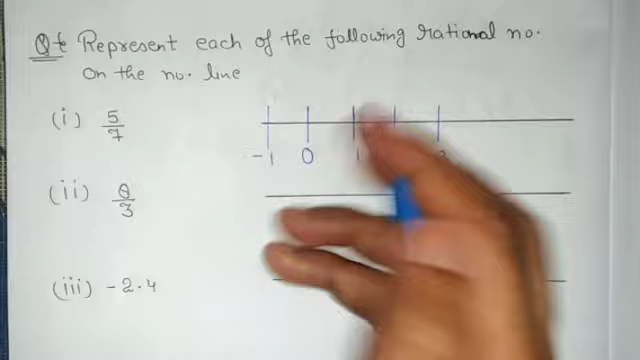 Represent each of the following rational no.
on the no. line
(i) 5/7
-1 0 1
(ii) 8/3
(iii) -2.4